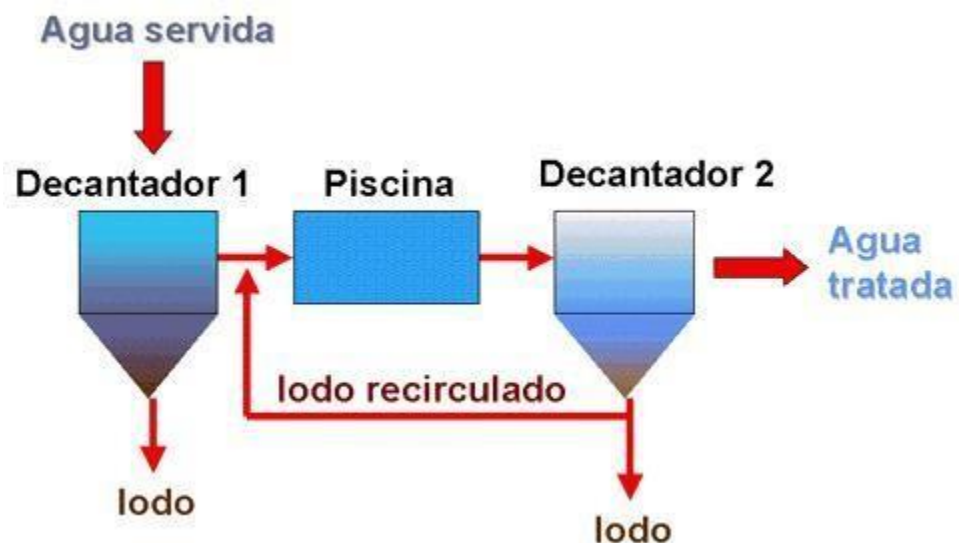 Agua servida
Decantador 1
Piscina
Decantador 2
Agua
tratada
lodo recirculado
lodo
lodo